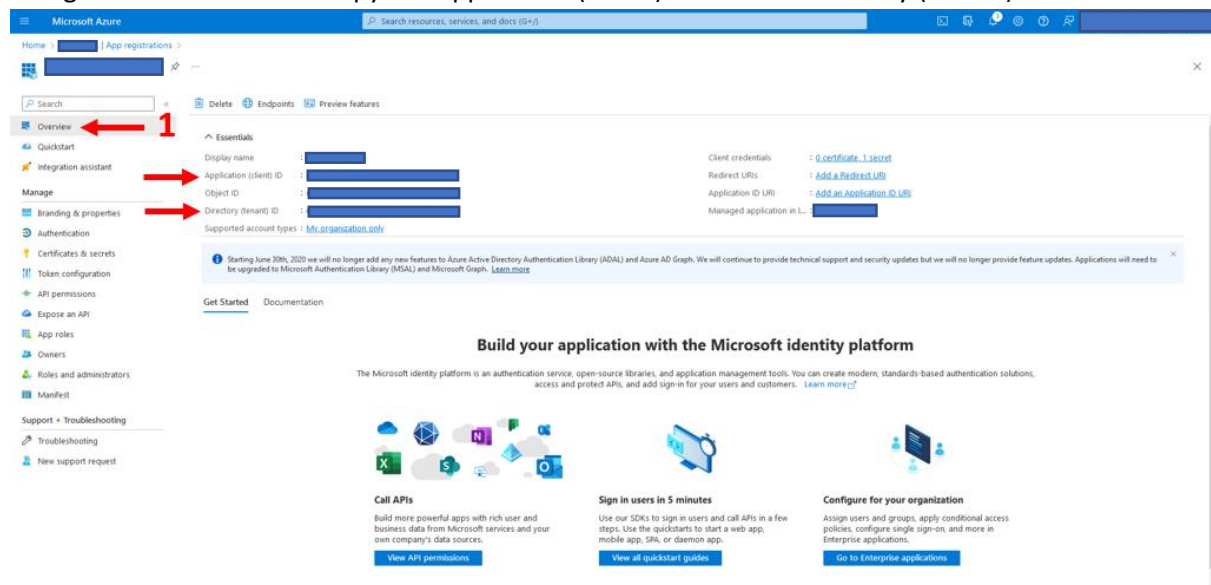 Microsoft Azure
Search resources, services, and docs (G+/)
Home > | App registrations >
Search
Delete Endpoints Preview features
Overview
1
Quickstart
Integration assistant
Manage
Branding & properties
Authentication
Certificates & secrets
Token configuration
API permissions
Expose an API
App roles
Owners
Roles and administrators
Manifest
Support + Troubleshooting
Troubleshooting
New support request
Essentials
Display name :
Application (client) ID :
Object ID :
Directory (tenant) ID :
Supported account types : My organization only
Client credentials : 0 certificate, 1 secret
Redirect URIs : Add a Redirect URI
Application ID URI : Add an Application ID URI
Managed application in l... :
Starting June 30th, 2020 we will no longer add any new features to Azure Active Directory Authentication Library (ADAL) and Azure AD Graph. We will continue to provide technical support and security updates but we will no longer provide feature updates. Applications will need to
be upgraded to Microsoft Authentication Library (MSAL) and Microsoft Graph. Learn more
Get Started Documentation
Build your application with the Microsoft identity platform
The Microsoft identity platform is an authentication service, open-source libraries, and application management tools. You can create modern, standards-based authentication solutions,
access and protect APIs, and add sign-in for your users and customers. Learn more
Call APIs
Build more powerful apps with rich user and
business data from Microsoft services and your
own company's data sources.
View API permissions
Sign in users in 5 minutes
Use our SDKs to sign in users and call APIs in a few
steps. Use the quickstarts to start a web app,
mobile app, SPA, or daemon app.
View all quickstart guides
Configure for your organization
Assign users and groups, apply conditional access
policies, configure single sign-on, and more in
Enterprise applications.
Go to Enterprise applications